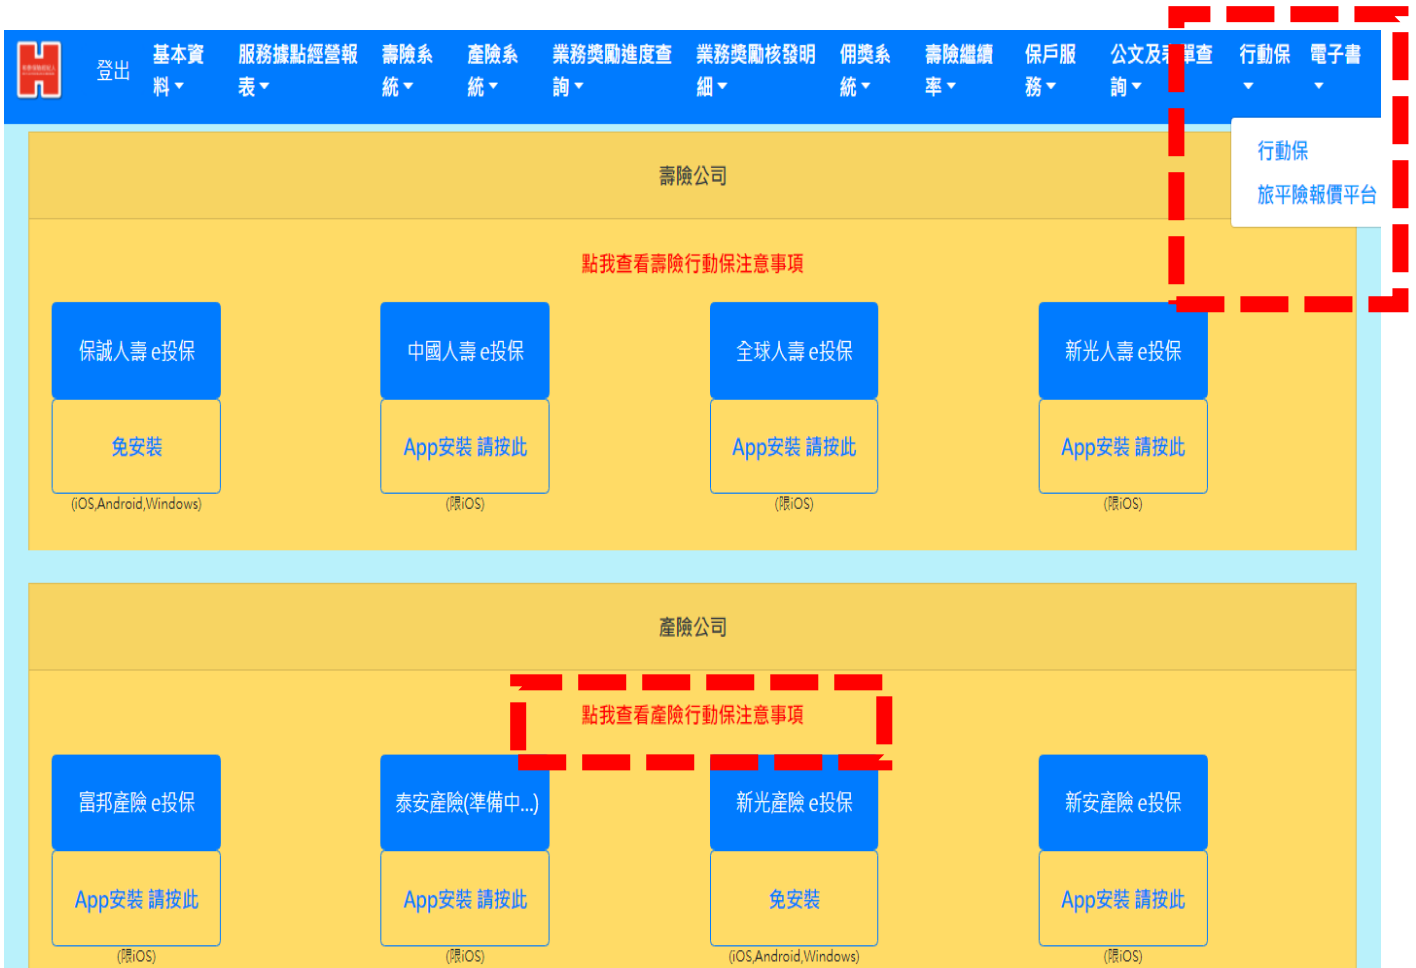 登出
基本資料
服務據點經營報表
壽險系統
產險系統
業務獎勵進度查詢
業務獎勵核發明細
佣獎系統
壽險繼續率
保戶服務
公文及表單查詢
行動保
電子書
行動保
旅平險報價平台
壽險公司
點我查看壽險行動保注意事項
保誠人壽 e投保
中國人壽 e投保
全球人壽 e投保
新光人壽 e投保
免安裝
App安裝 請按此
App安裝 請按此
App安裝 請按此
(iOS,Android,Windows)
(限iOS)
(限iOS)
(限iOS)
產險公司
點我查看產險行動保注意事項
富邦產險 e投保
泰安產險(準備中...)
新光產險 e投保
新安產險 e投保
App安裝 請按此
App安裝 請按此
免安裝
App安裝 請按此
(限iOS)
(限iOS)
(iOS,Android,Windows)
(限iOS)